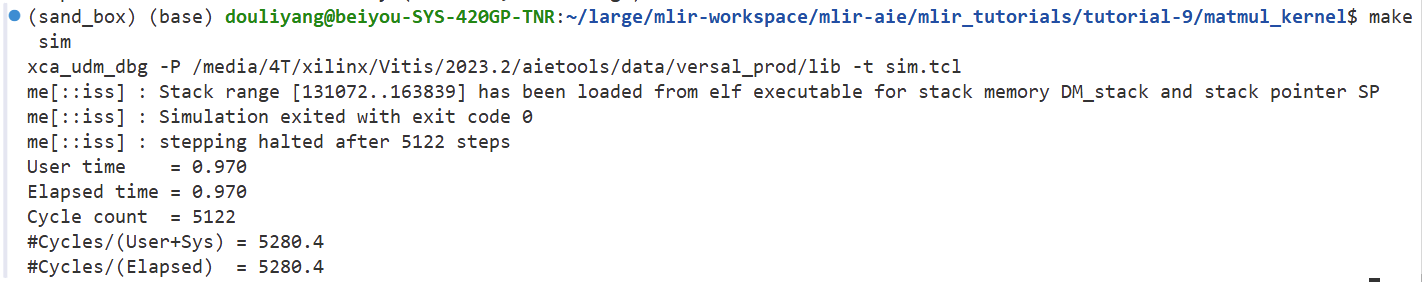 (sand_box) (base) douliyang@beiyou-SYS-420GP-TNR:~/large/mlir-workspace/mlir-aie/mlir_tutorials/tutorial-9/matmul_kernel$ make
 sim
xca_udm_dbg -P /media/4T/xilinx/Vitis/2023.2/aietools/data/versal_prod/lib -t sim.tcl
me[::iss] : Stack range [131072..163839] has been loaded from elf executable for stack memory DM_stack and stack pointer SP
me[::iss] : Simulation exited with exit code 0
me[::iss] : stepping halted after 5122 steps
User time    = 0.970
Elapsed time = 0.970
Cycle count  = 5122
#Cycles/(User+Sys) = 5280.4
#Cycles/(Elapsed)  = 5280.4